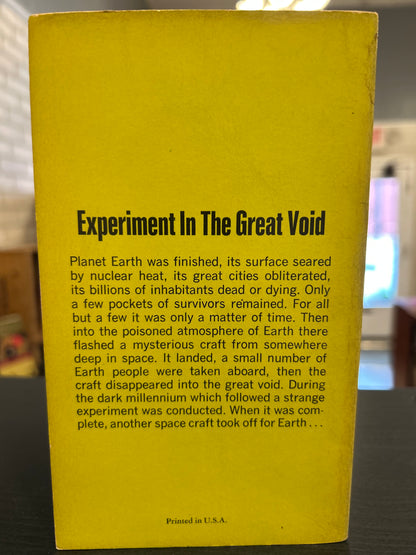 Experiment In The Great Void
Planet Earth was finished, its surface seared
by nuclear heat, its great cities obliterated,
its billions of inhabitants dead or dying. Only
a few pockets of survivors remained. For all
but a few it was only a matter of time. Then
into the poisoned atmosphere of Earth there
flashed a mysterious craft from somewhere
deep in space. It landed, a small number of
Earth people were taken aboard, then the
craft disappeared into the great void. During
the dark millennium which followed a strange
experiment was conducted. When it was com-
plete, another space craft took off for Earth...
Printed in U.S.A.